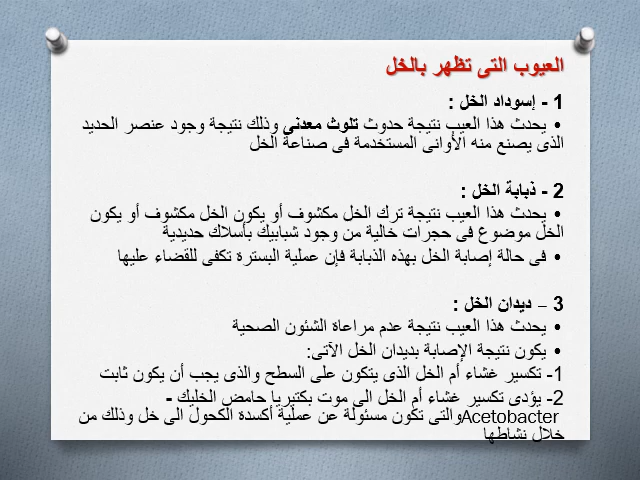 العيوب التى تظهر بالخل
1 - إسوداد الخل :
• يحدث هذا العيب نتيجة حدوث تلوث معدنى وذلك نتيجة وجود عنصر الحديد
الذى يصنع منه الأوانى المستخدمة فى صناعة الخل
2 - ذبابة الخل :
• يحدث هذا العيب نتيجة ترك الخل مكشوف أو يكون الخل مكشوف أو يكون
الخل موضوع فى حجرات خالية من وجود شبابيك بأسلاك حديدية
• فى حالة إصابة الخل بهذه الذبابة فإن عملية البسترة تكفى للقضاء عليها
3 – ديدان الخل :
• يحدث هذا العيب نتيجة عدم مراعاة الشئون الصحية
• يكون نتيجة الإصابة بديدان الخل الآتى:
1- تكسير غشاء أم الخل الذى يتكون على السطح والذى يجب أن يكون ثابت
2- يؤدى تكسير غشاء أم الخل الى موت بكتيريا حامض الخليك -
Acetobacterوالتى تكون مسئولة عن عملية أكسدة الكحول الى خل وذلك من
خلال نشاطها